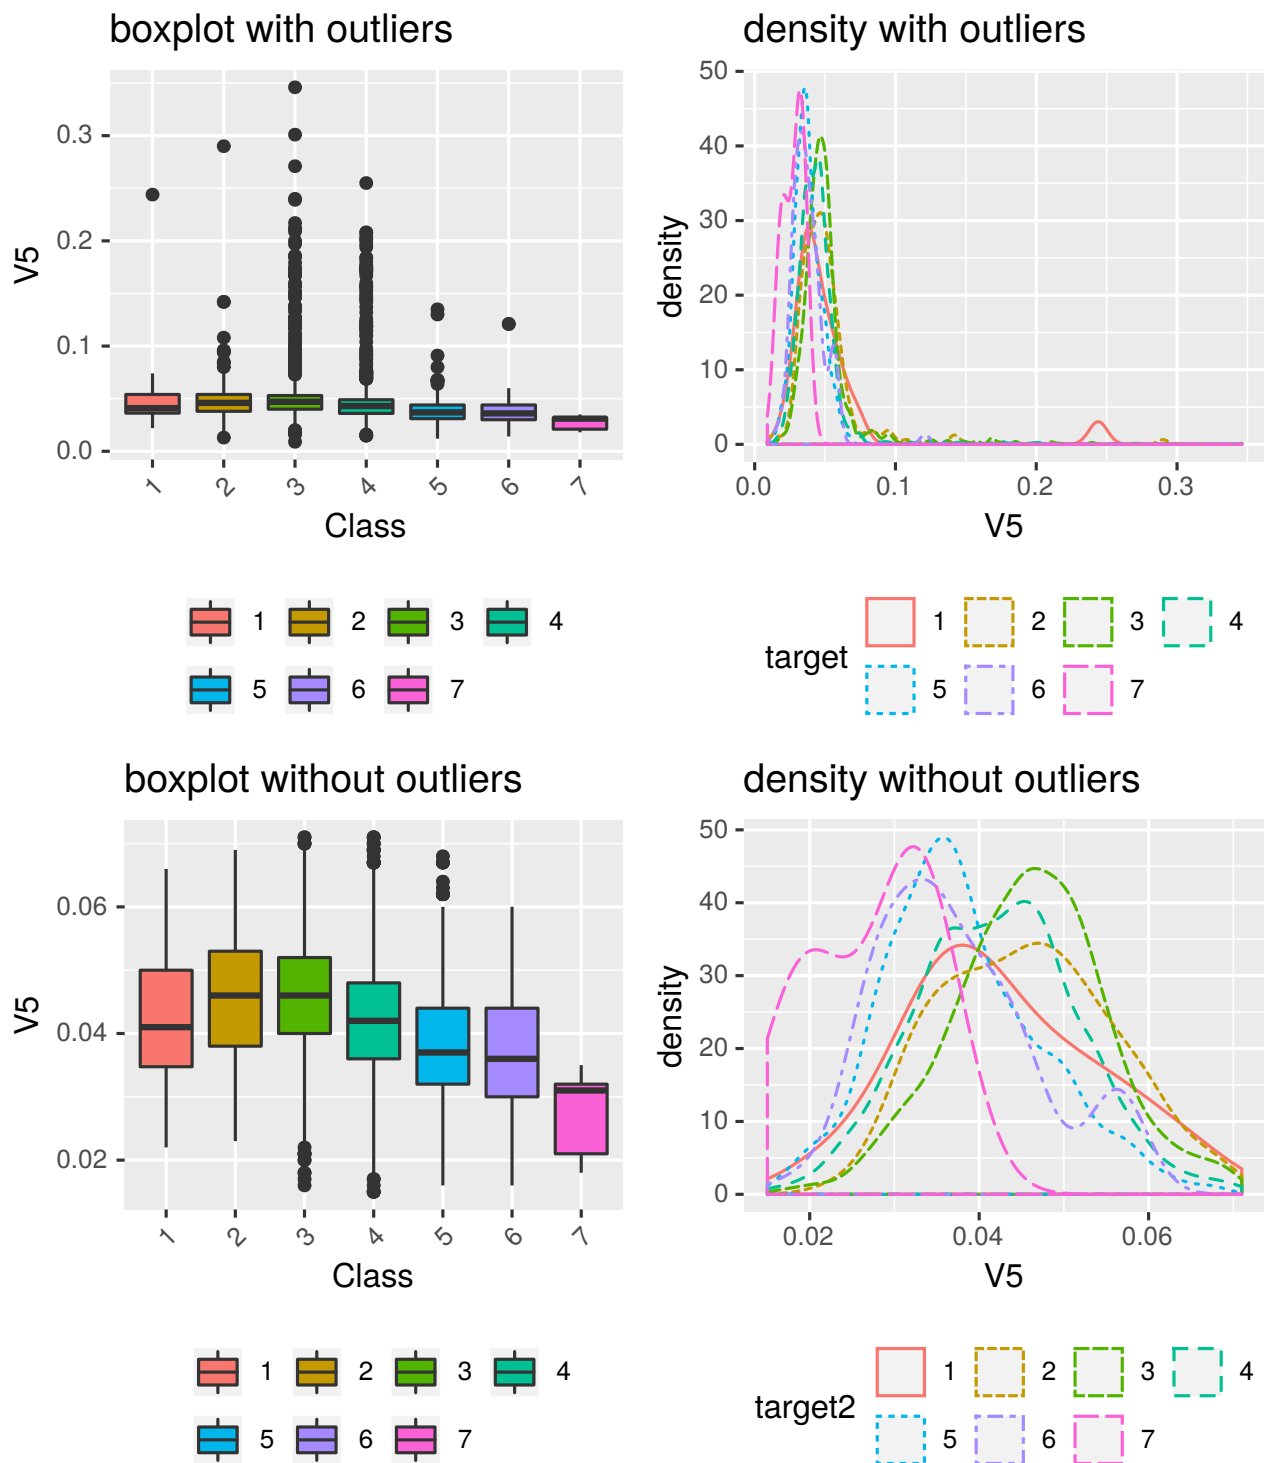 boxplot with outliers
V5
0.3
0.2
0.1
0.0
1 2 3 4 5 6 7
Class
1 2 3 4
5 6 7
density with outliers
density
50
40
30
20
10
0
0.0 0.1 0.2 0.3
V5
target
1 2 3 4
5 6 7
boxplot without outliers
V5
0.06
0.04
0.02
1 2 3 4 5 6 7
Class
1 2 3 4
5 6 7
density without outliers
density
50
40
30
20
10
0
0.02 0.04 0.06
V5
target2
1 2 3 4
5 6 7